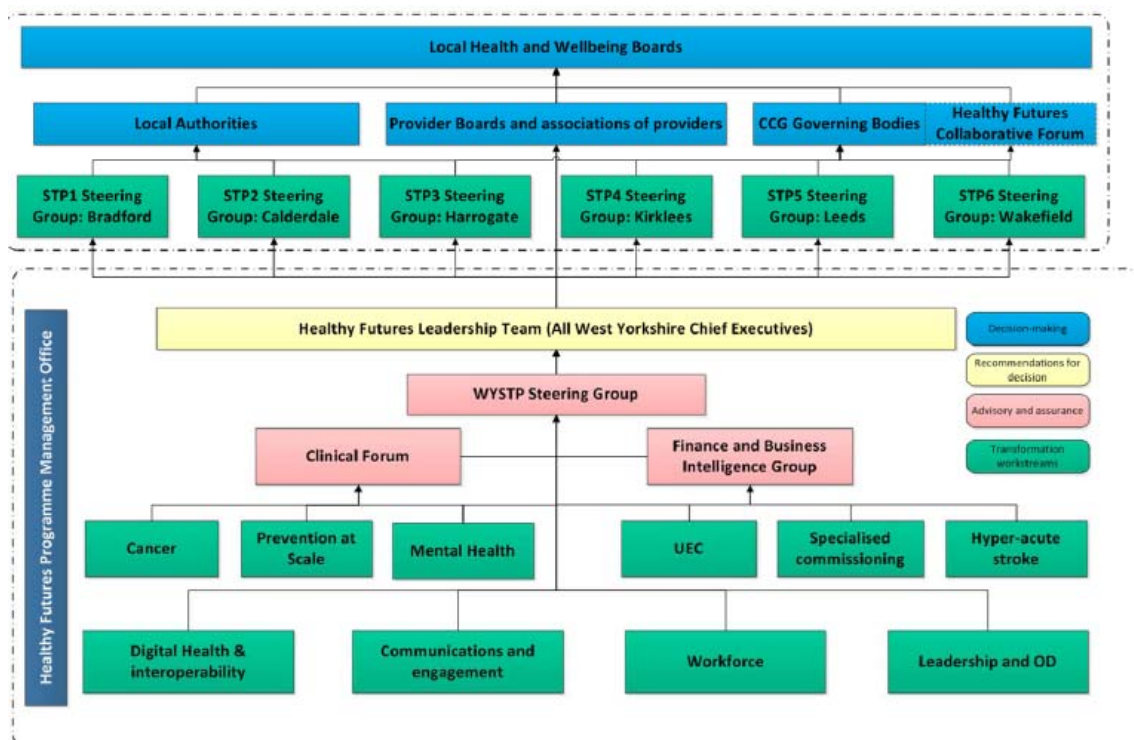 Local Health and Wellbeing Boards
Local Authorities
Provider Boards and associations of providers
CCG Governing Bodies
Healthy Futures
Collaborative Forum
STP1 Steering
Group: Bradford
STP2 Steering
Group: Calderdale
STP3 Steering
Group: Harrogate
STP4 Steering
Group: Kirklees
STP5 Steering
Group: Leeds
STP6 Steering
Group: Wakefield
Healthy Futures Programme Management Office
Healthy Futures Leadership Team (All West Yorkshire Chief Executives)
Decision-making
Recommendations for
decision
Advisory and assurance
Transformation
workstreams
WYSTP Steering Group
Clinical Forum
Finance and Business
Intelligence Group
Cancer
Prevention at
Scale
Mental Health
UEC
Specialised
commissioning
Hyper-acute
stroke
Digital Health &
interoperability
Communications and
engagement
Workforce
Leadership and OD